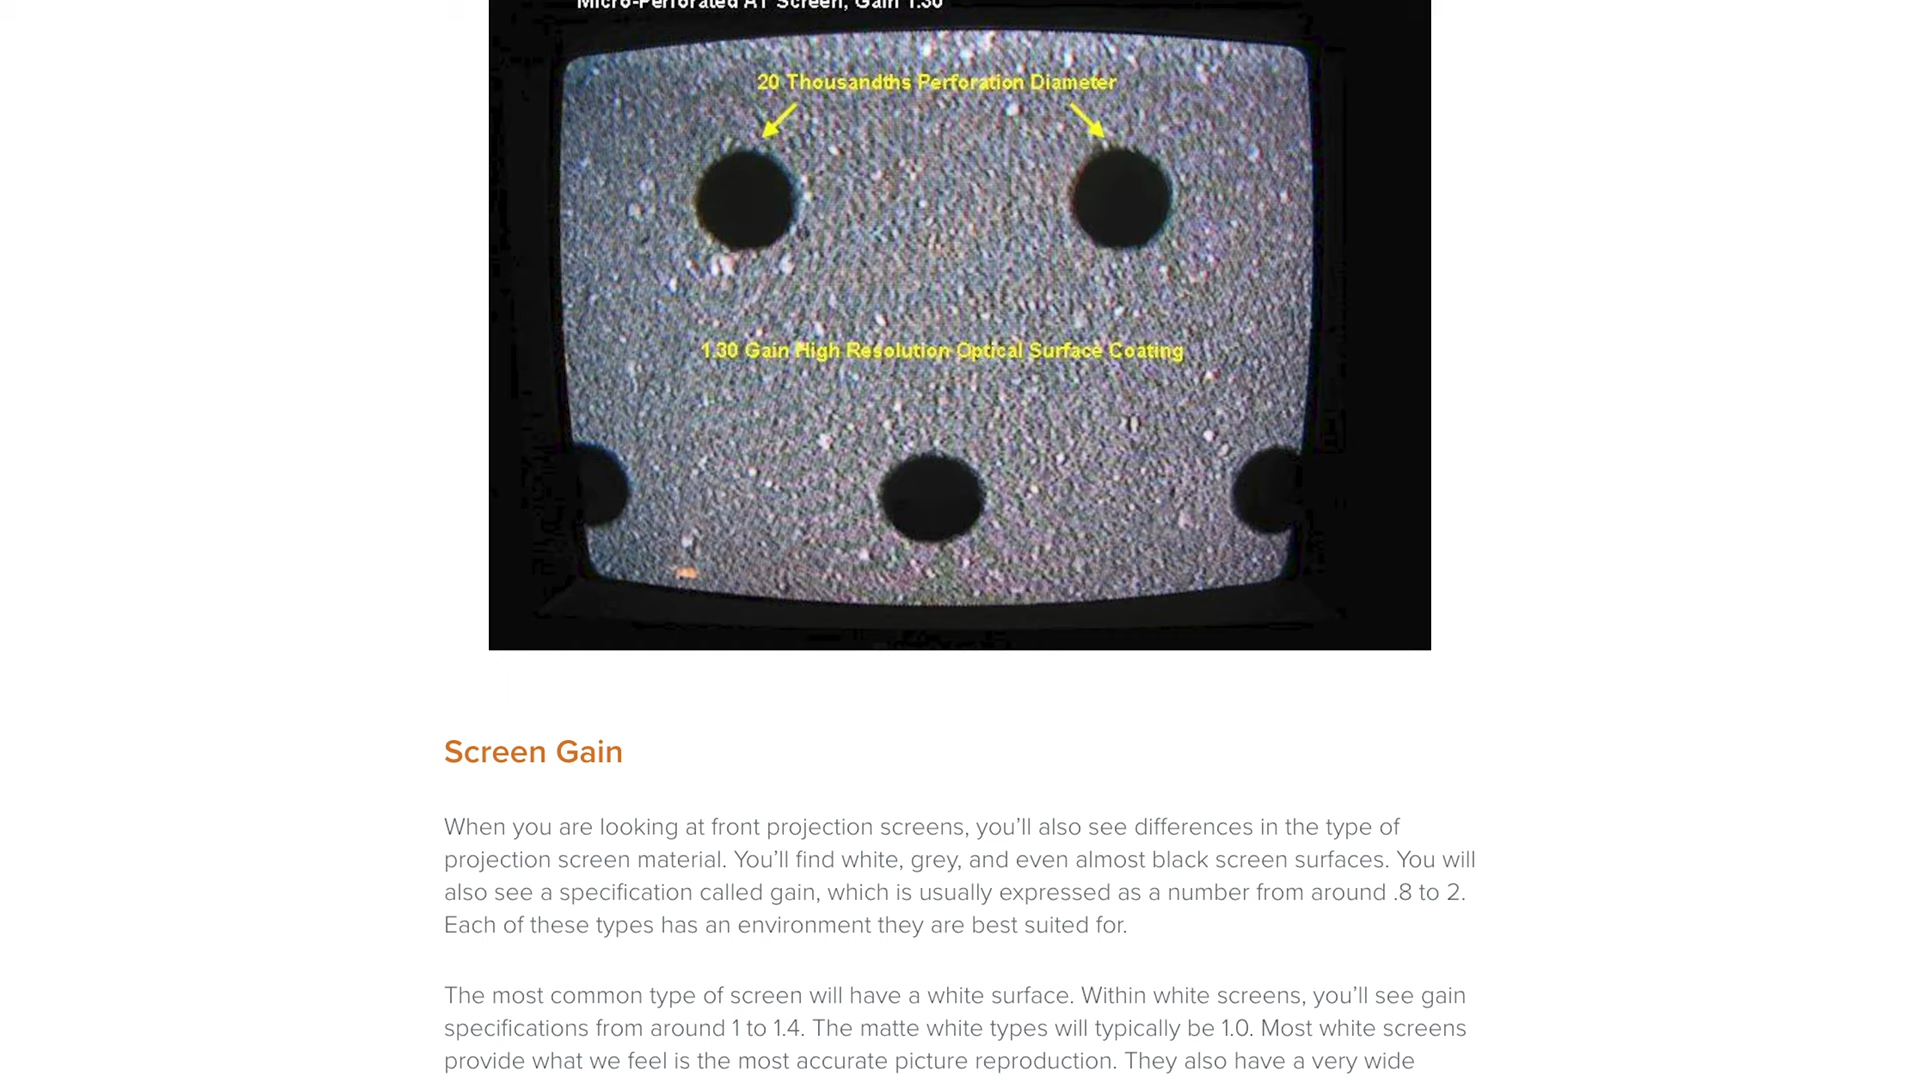 Micro-Perforated AT Screen, Gain 1.30
20 Thousandths Perforation Diameter
1.30 Gain High Resolution Optical Surface Coating
Screen Gain
When you are looking at front projection screens, you’ll also see differences in the type of
projection screen material. You’ll find white, grey, and even almost black screen surfaces. You will
also see a specification called gain, which is usually expressed as a number from around .8 to 2.
Each of these types has an environment they are best suited for.
The most common type of screen will have a white surface. Within white screens, you’ll see gain
specifications from around 1 to 1.4. The matte white types will typically be 1.0. Most white screens
provide what we feel is the most accurate picture reproduction. They also have a very wide